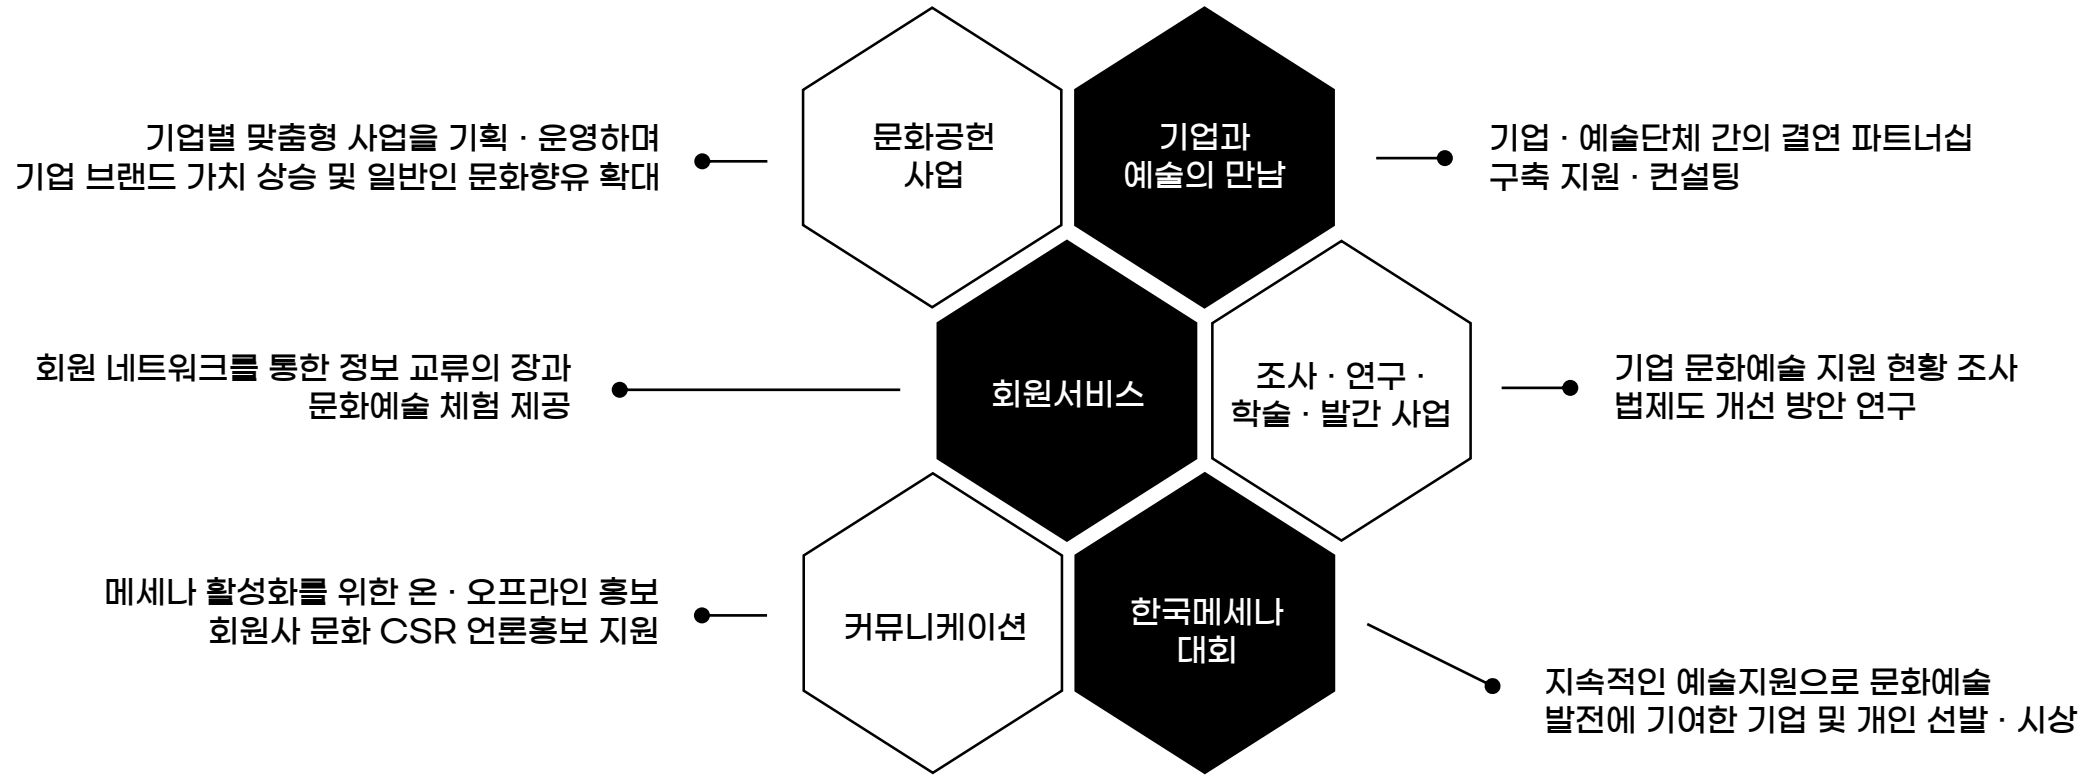 기업별 맞춤형 사업을 기획 · 운영하며
기업 브랜드 가치 상승 및 일반인 문화향유 확대
문화공헌
사업
기업과
예술의 만남
기업 · 예술단체 간의 결연 파트너십
구축 지원 · 컨설팅
회원 네트워크를 통한 정보 교류의 장과
문화예술 체험 제공
회원서비스
조사 · 연구 ·
학술 · 발간 사업
기업 문화예술 지원 현황 조사
법제도 개선 방안 연구
메세나 활성화를 위한 온 · 오프라인 홍보
회원사 문화 CSR 언론홍보 지원
커뮤니케이션
한국메세나
대회
지속적인 예술지원으로 문화예술
발전에 기여한 기업 및 개인 선발 · 시상